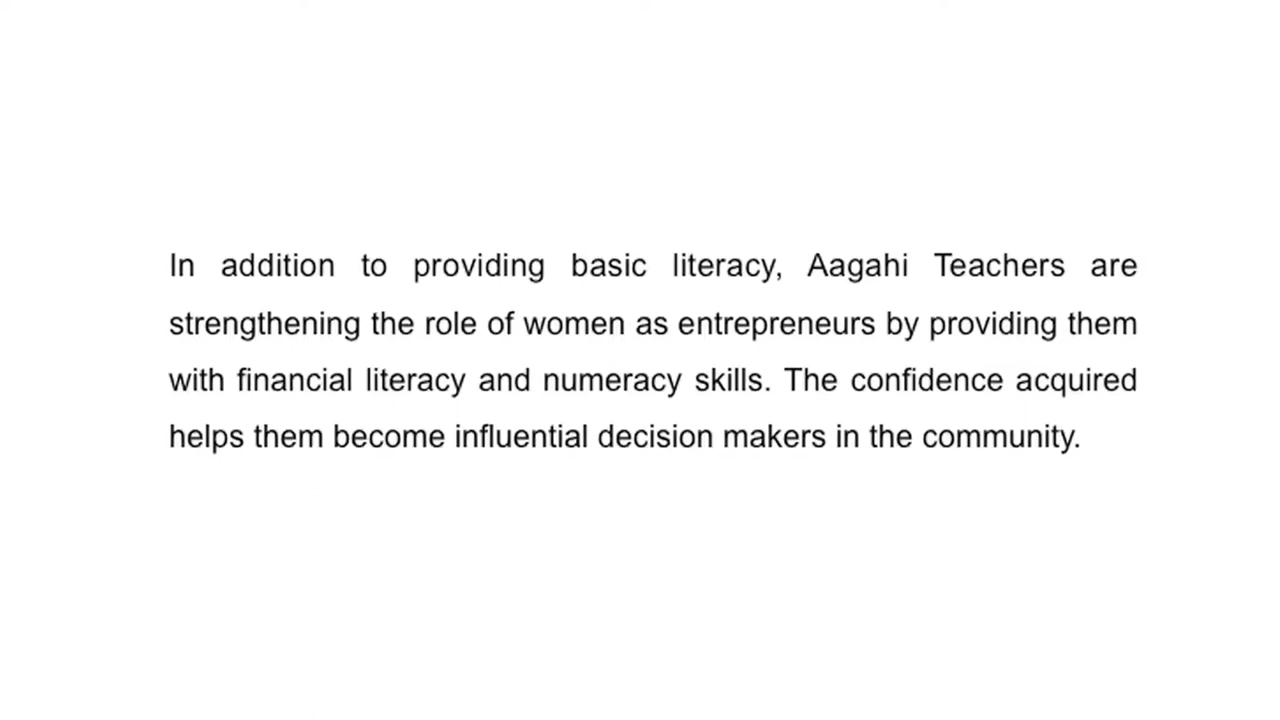 In addition to providing basic literacy, Aagahi Teachers are
strengthening the role of women as entrepreneurs by providing them
with financial literacy and numeracy skills. The confidence acquired
helps them become influential decision makers in the community.